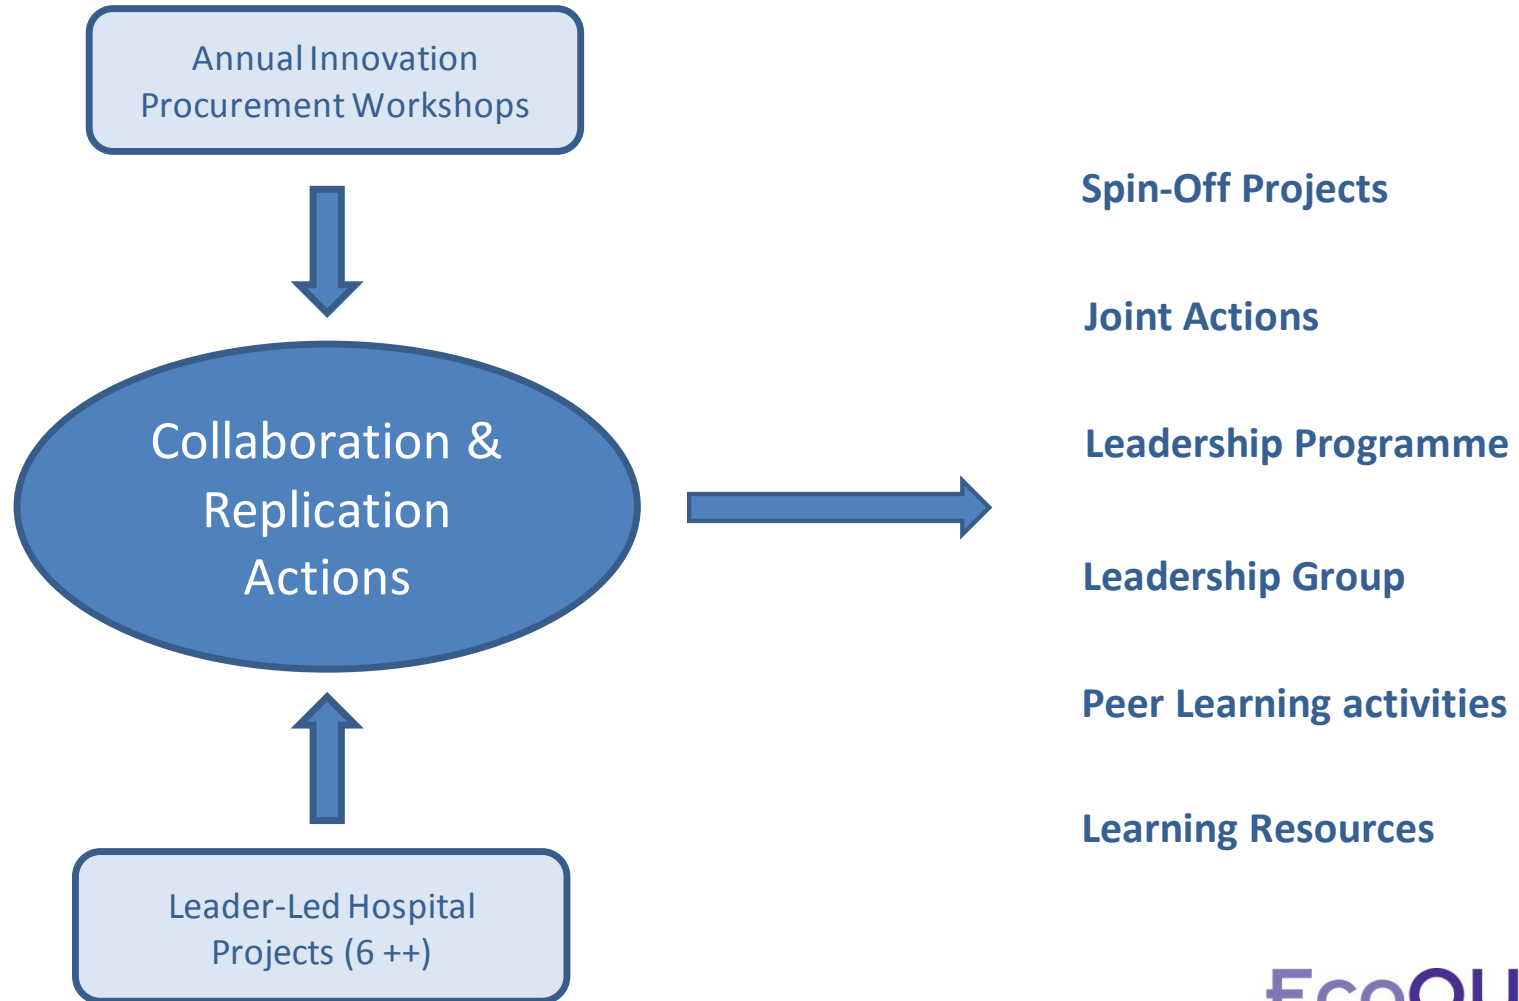 Annual Innovation
Procurement Workshops
Collaboration &
Replication
Actions
Leader-Led Hospital
Projects (6 ++)
Spin-Off Projects
Joint Actions
Leadership Programme
Leadership Group
Peer Learning activities
Learning Resources